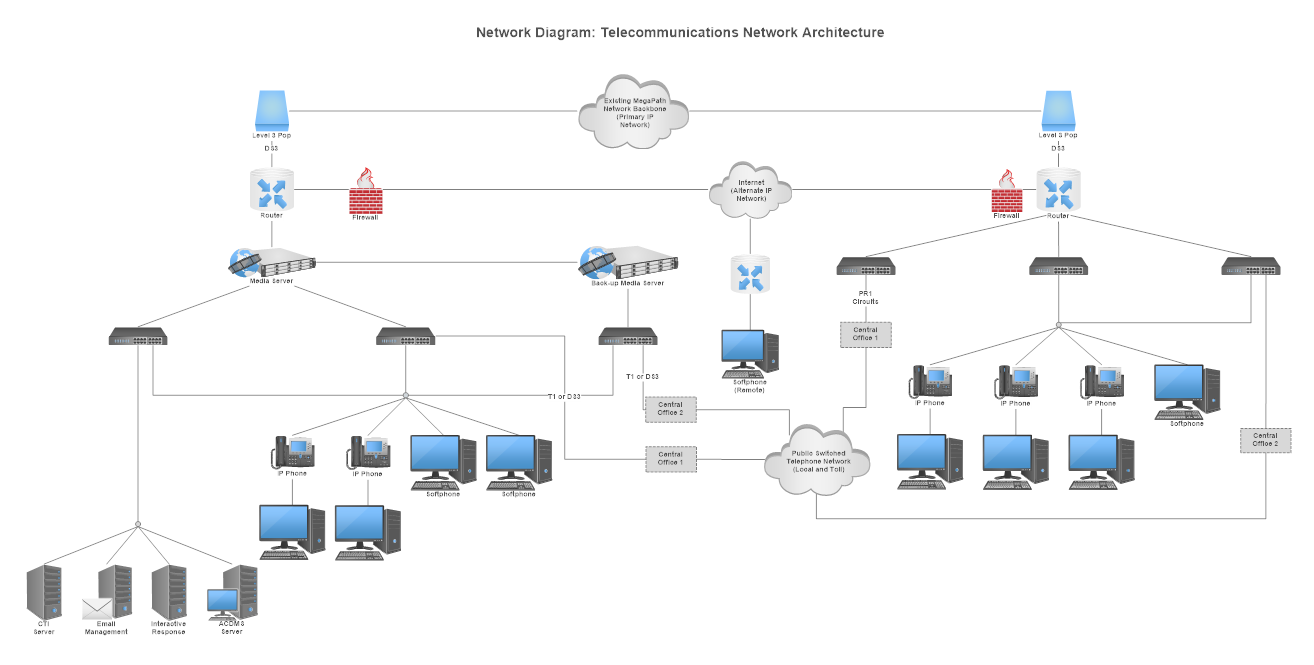 Network Diagram: Telecommunications Network Architecture
Existing MegaPath
Network Backbone
(Primary IP
Network)
Level 3 Pop
Level 3 Pop
DS3
DS3
Internet
(Alternate IP
Network)
Router
Firewall
Firewall
Router
Media Server
Back-up Media Server
PR1
Circuits
Central
Office 1
T1 or DS3
Softphone
(Remote)
T1 or DS3
Central
Office 2
IP Phone
IP Phone
IP Phone
Softphone
Central
Office 2
Central
Office 1
Public Switched
Telephone Network
(Local and Toll)
IP Phone
IP Phone
Softphone
Softphone
CTI
Server
Email
Management
Interactive
Response
ACDMS
Server